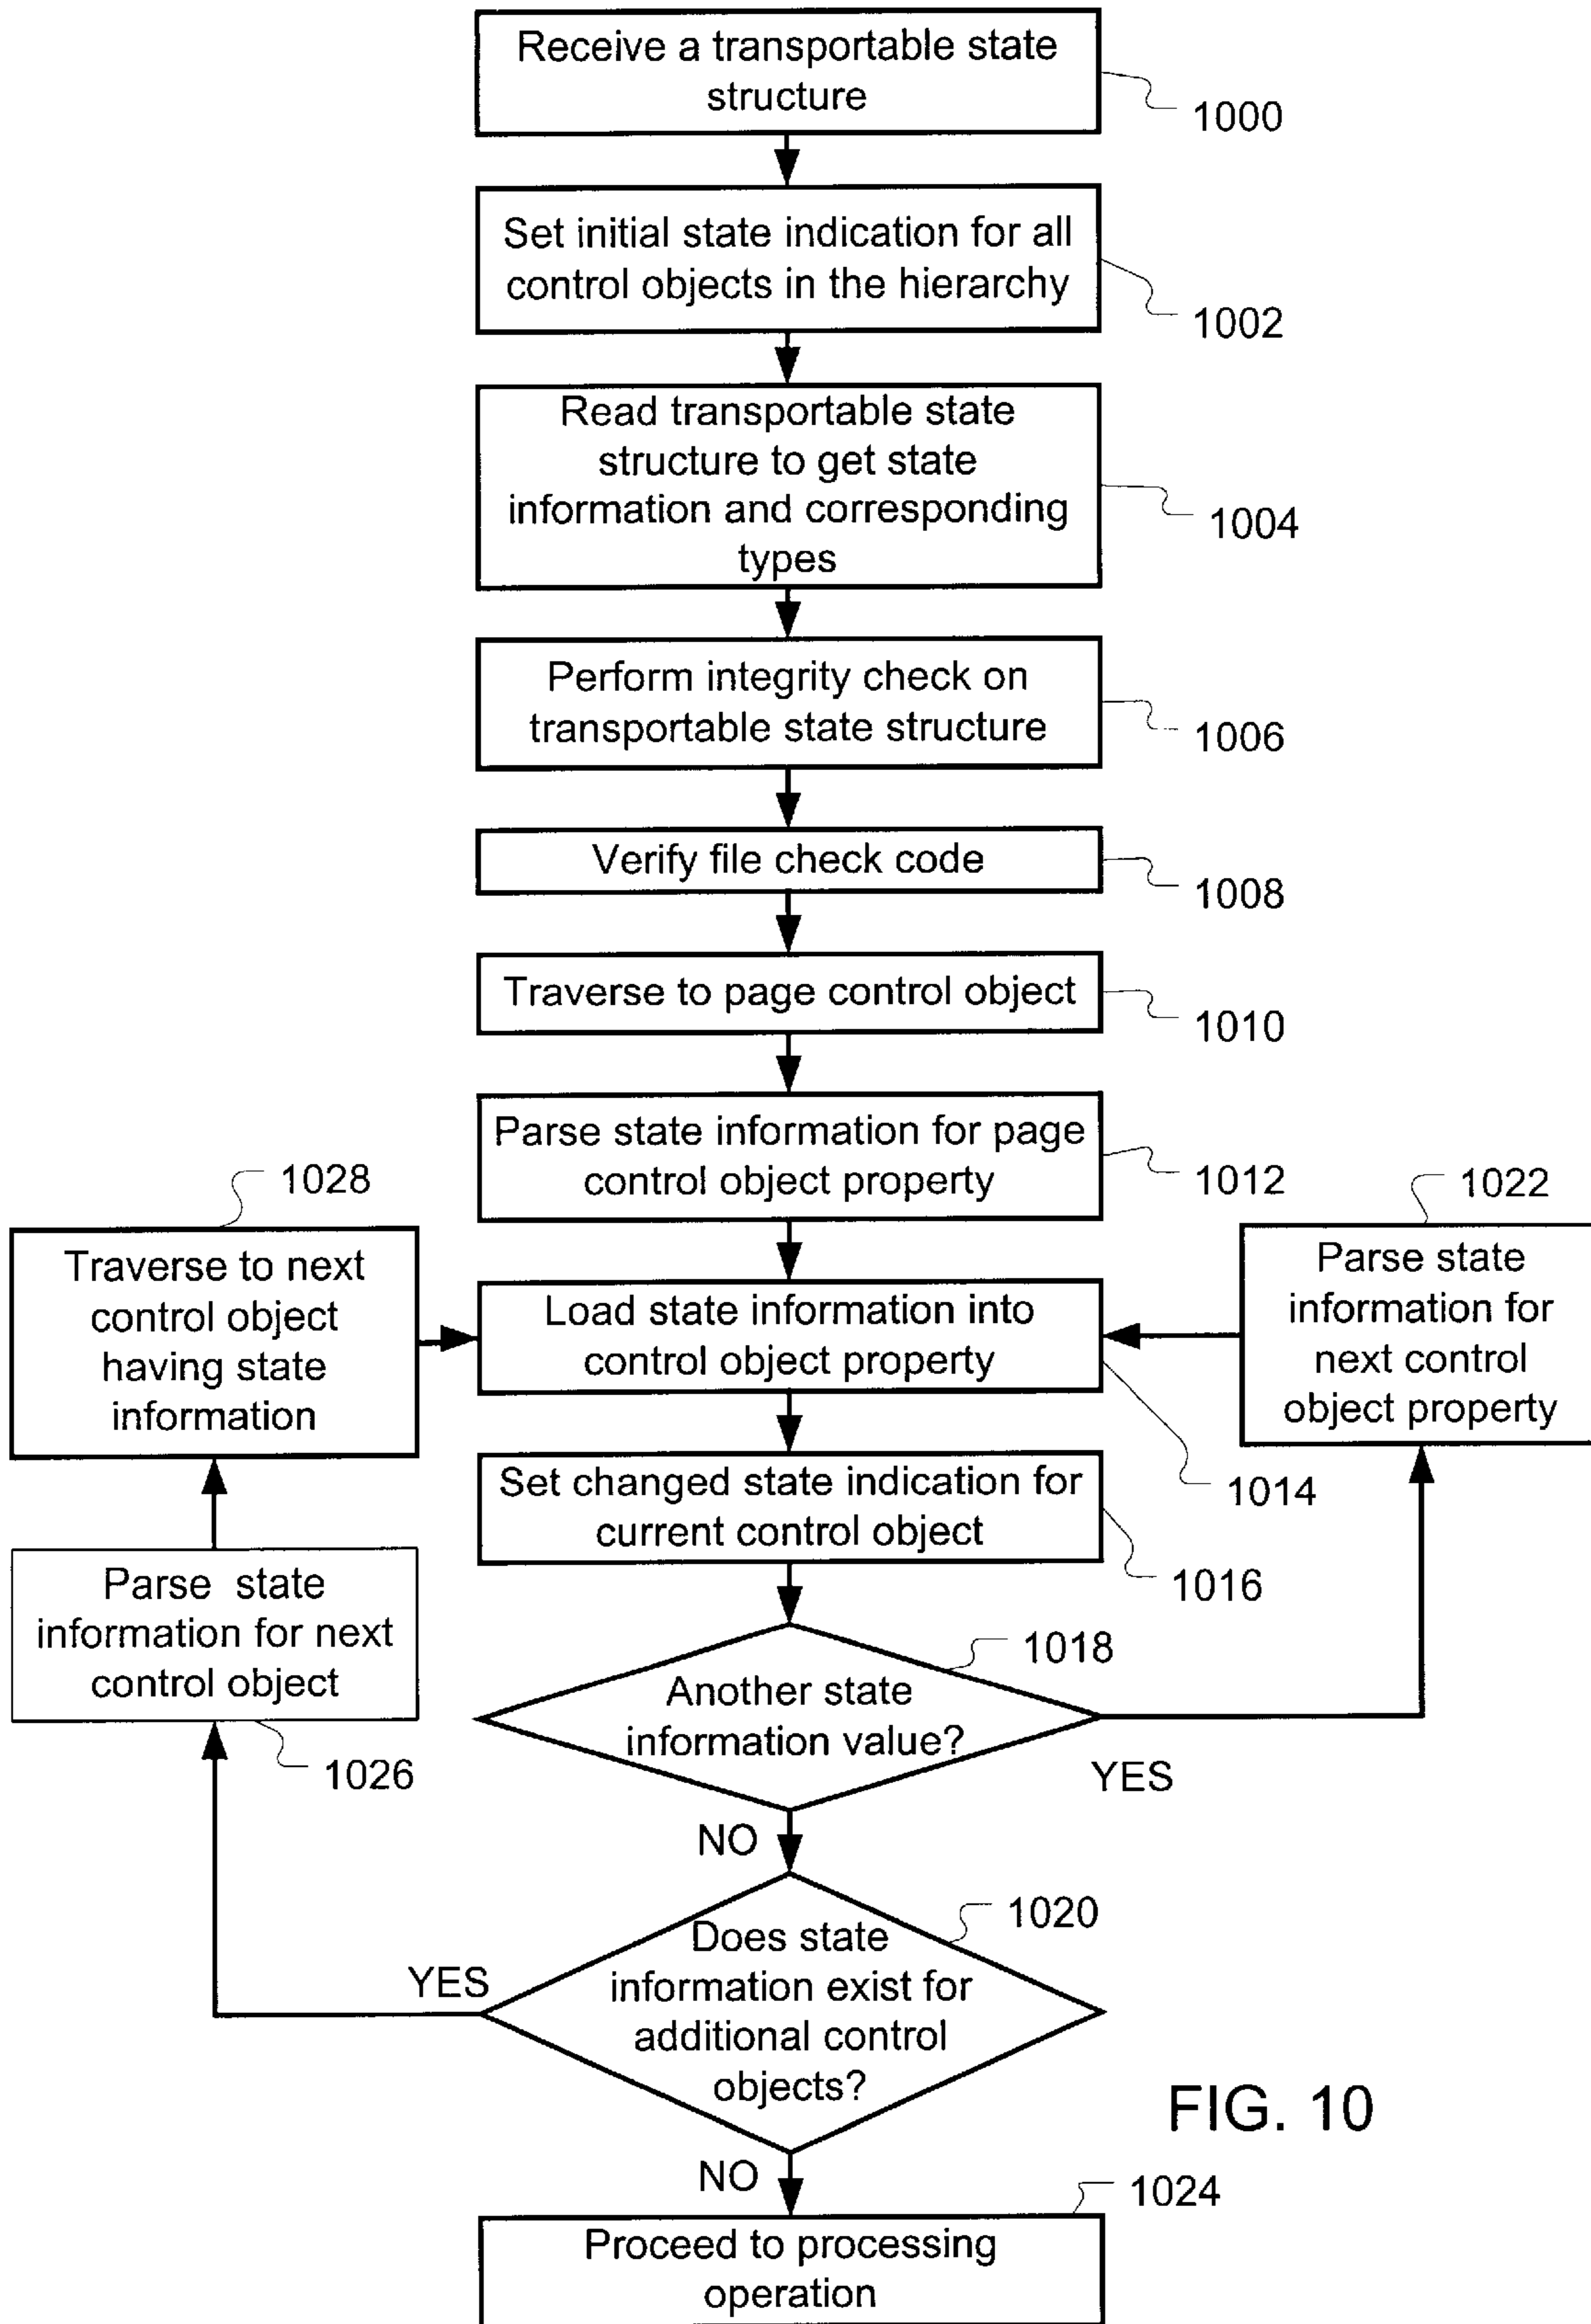 Receive a transportable state
structure
1000
Set initial state indication for all
control objects in the hierarchy
1002
Read transportable state
structure to get state
information and corresponding
types
1004
Perform integrity check on
transportable state structure
1006
Verify file check code
1008
Traverse to page control object
1010
Parse state information for page
control object property
1012
1028
Traverse to next
control object
having state
information
Load state information into
control object property
1014
1022
Parse state
information for
next control
object property
Set changed state indication for
current control object
1016
Parse state
information for next
control object
1026
Another state
information value?
1018
YES
NO
Does state
information exist for
additional control
objects?
1020
YES
NO
FIG. 10
Proceed to processing
operation
1024